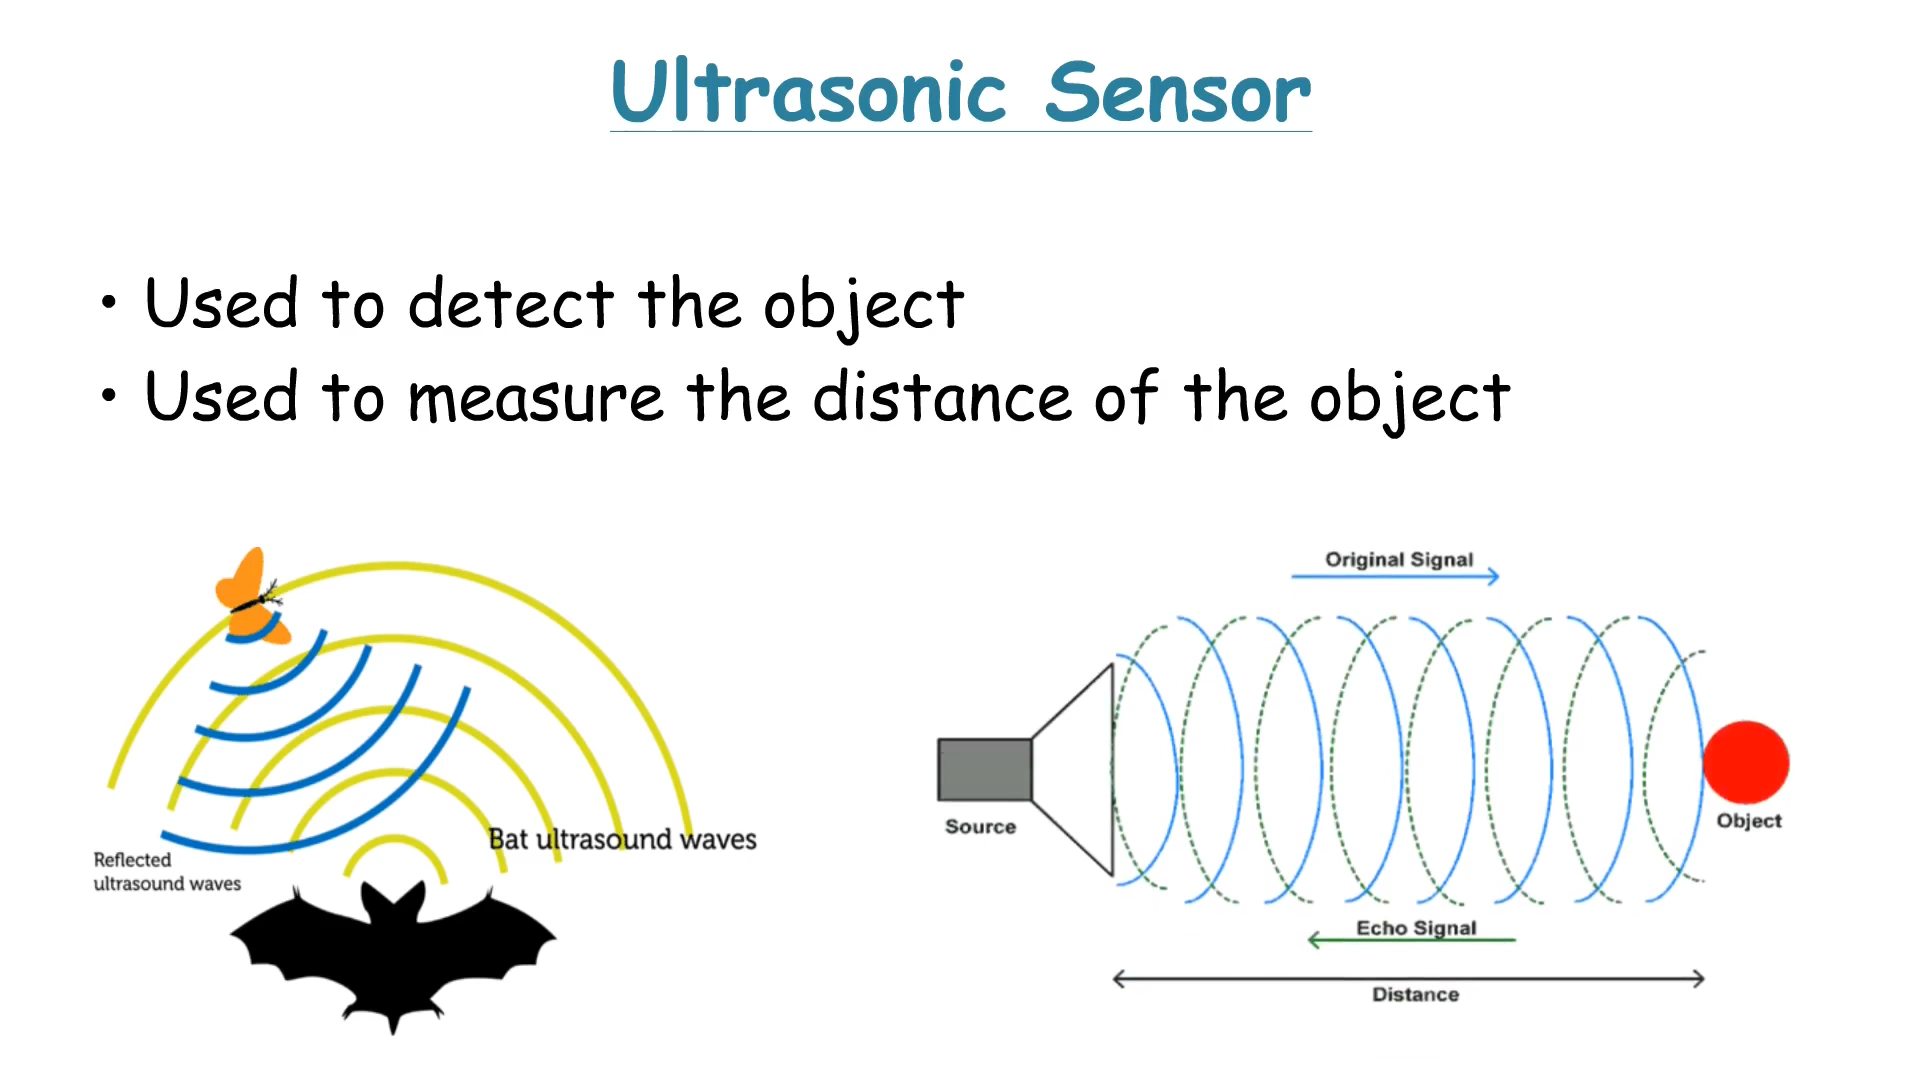 Ultrasonic Sensor
• Used to detect the object
• Used to measure the distance of the object
Bat ultrasound waves
Reflected
ultrasound waves
Original Signal
Source
Object
Echo Signal
Distance